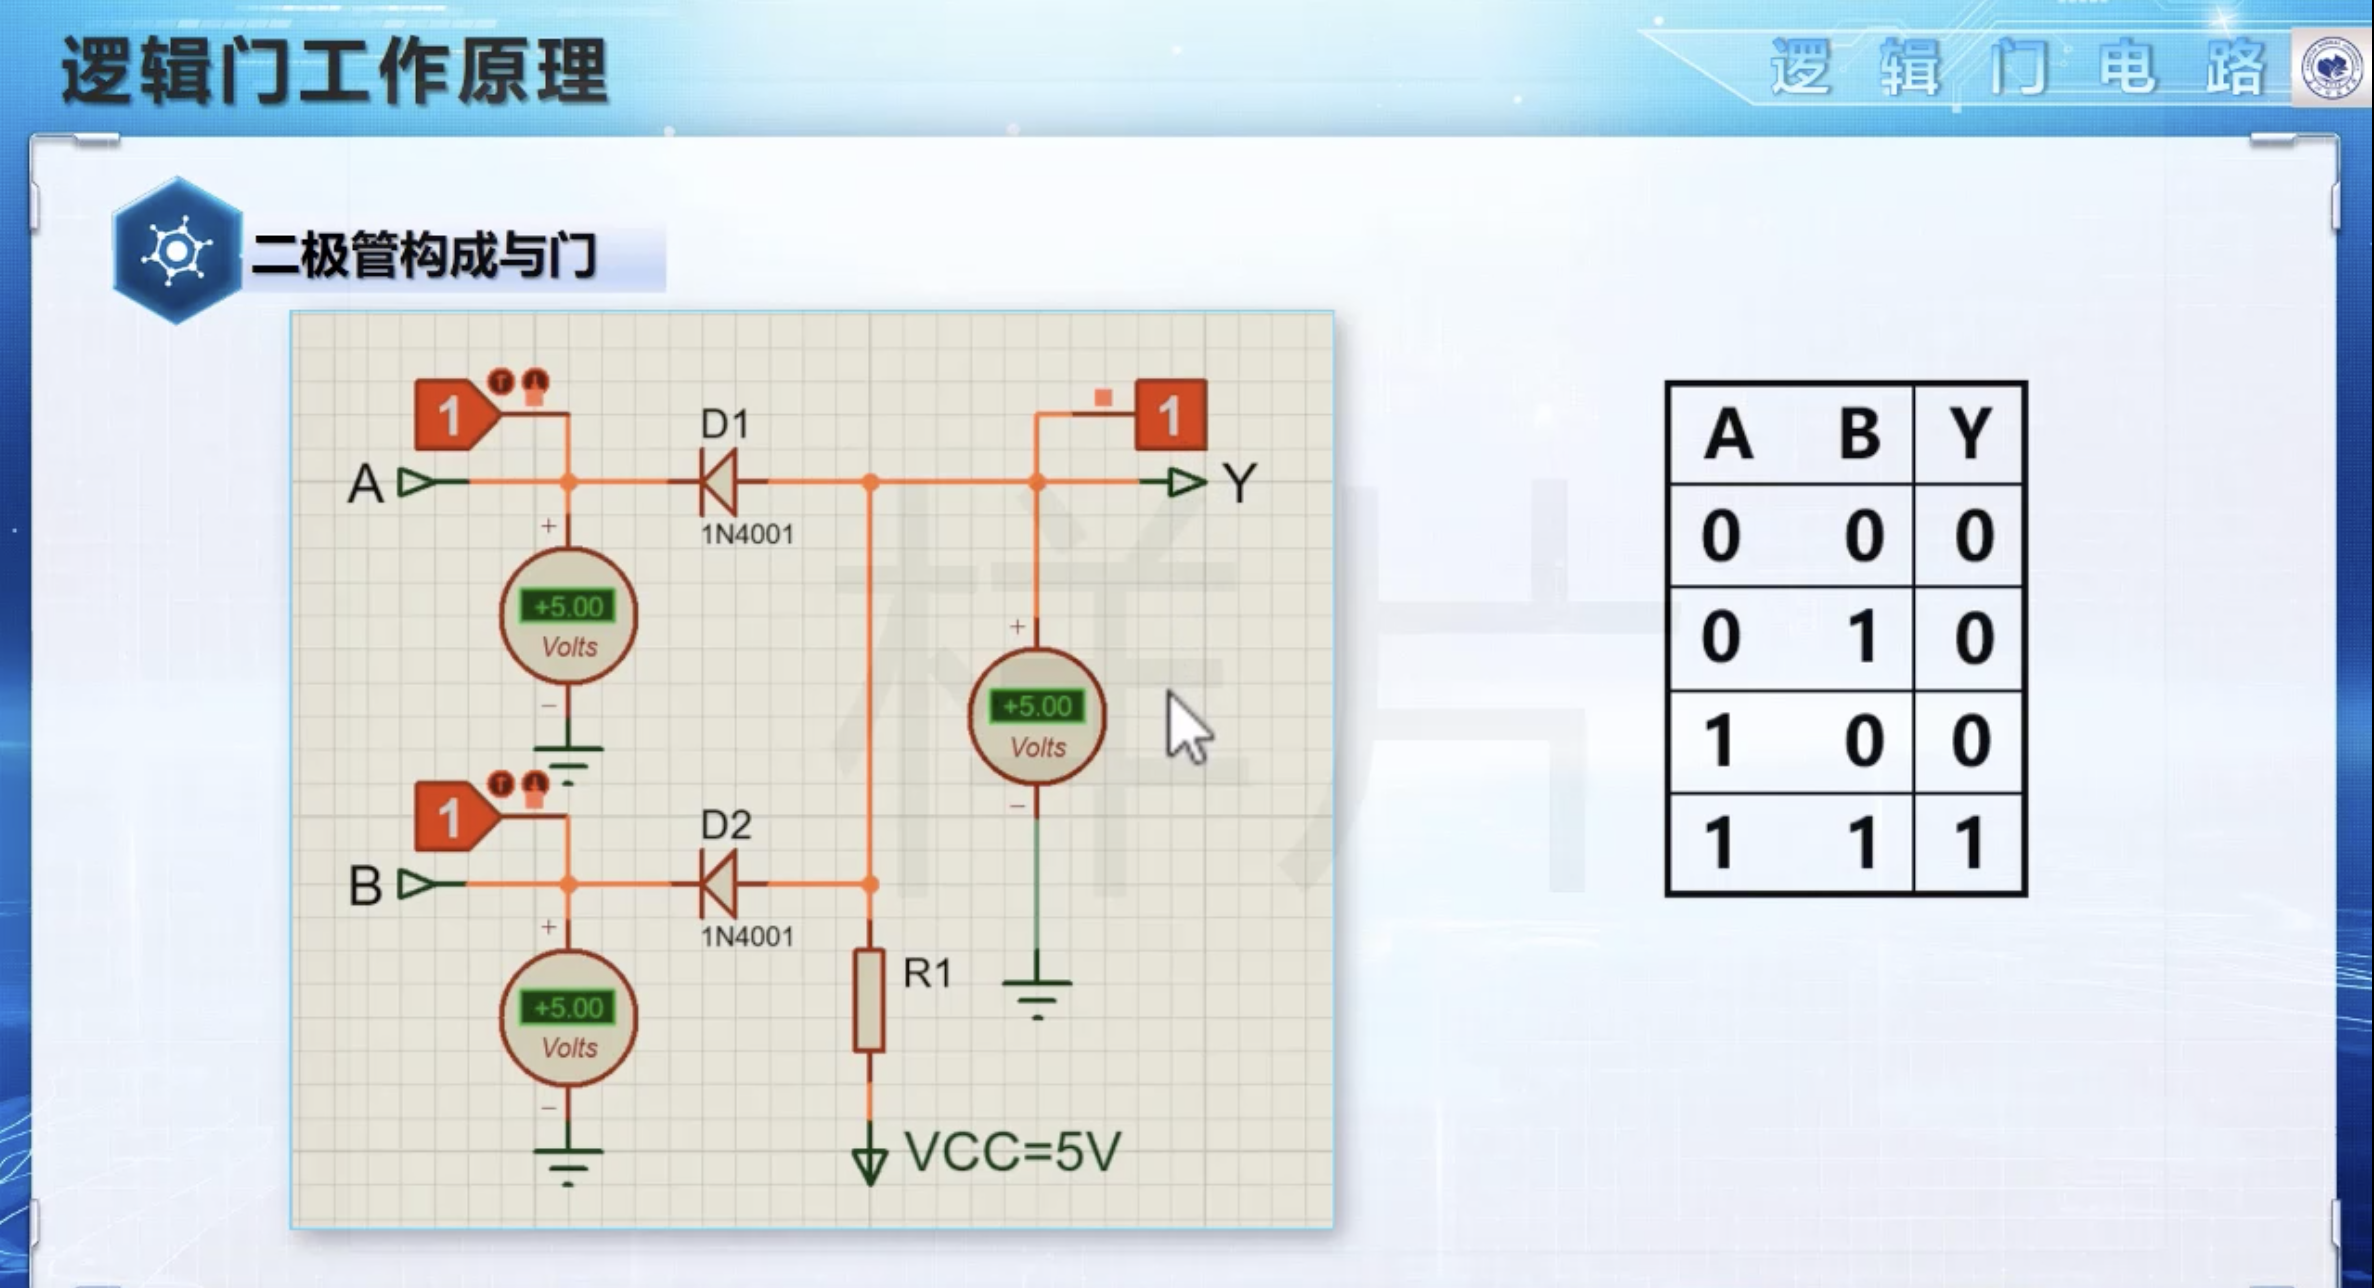 逻辑门工作原理
逻辑门电路
二极管构成与门
1
D1
1
A
Y
1N4001
+
+5.00
Volts
−
+
+5.00
Volts
−
1
D2
B
1N4001
+
+5.00
Volts
−
R1
VCC=5V
A B Y
0 0 0
0 1 0
1 0 0
1 1 1
样片